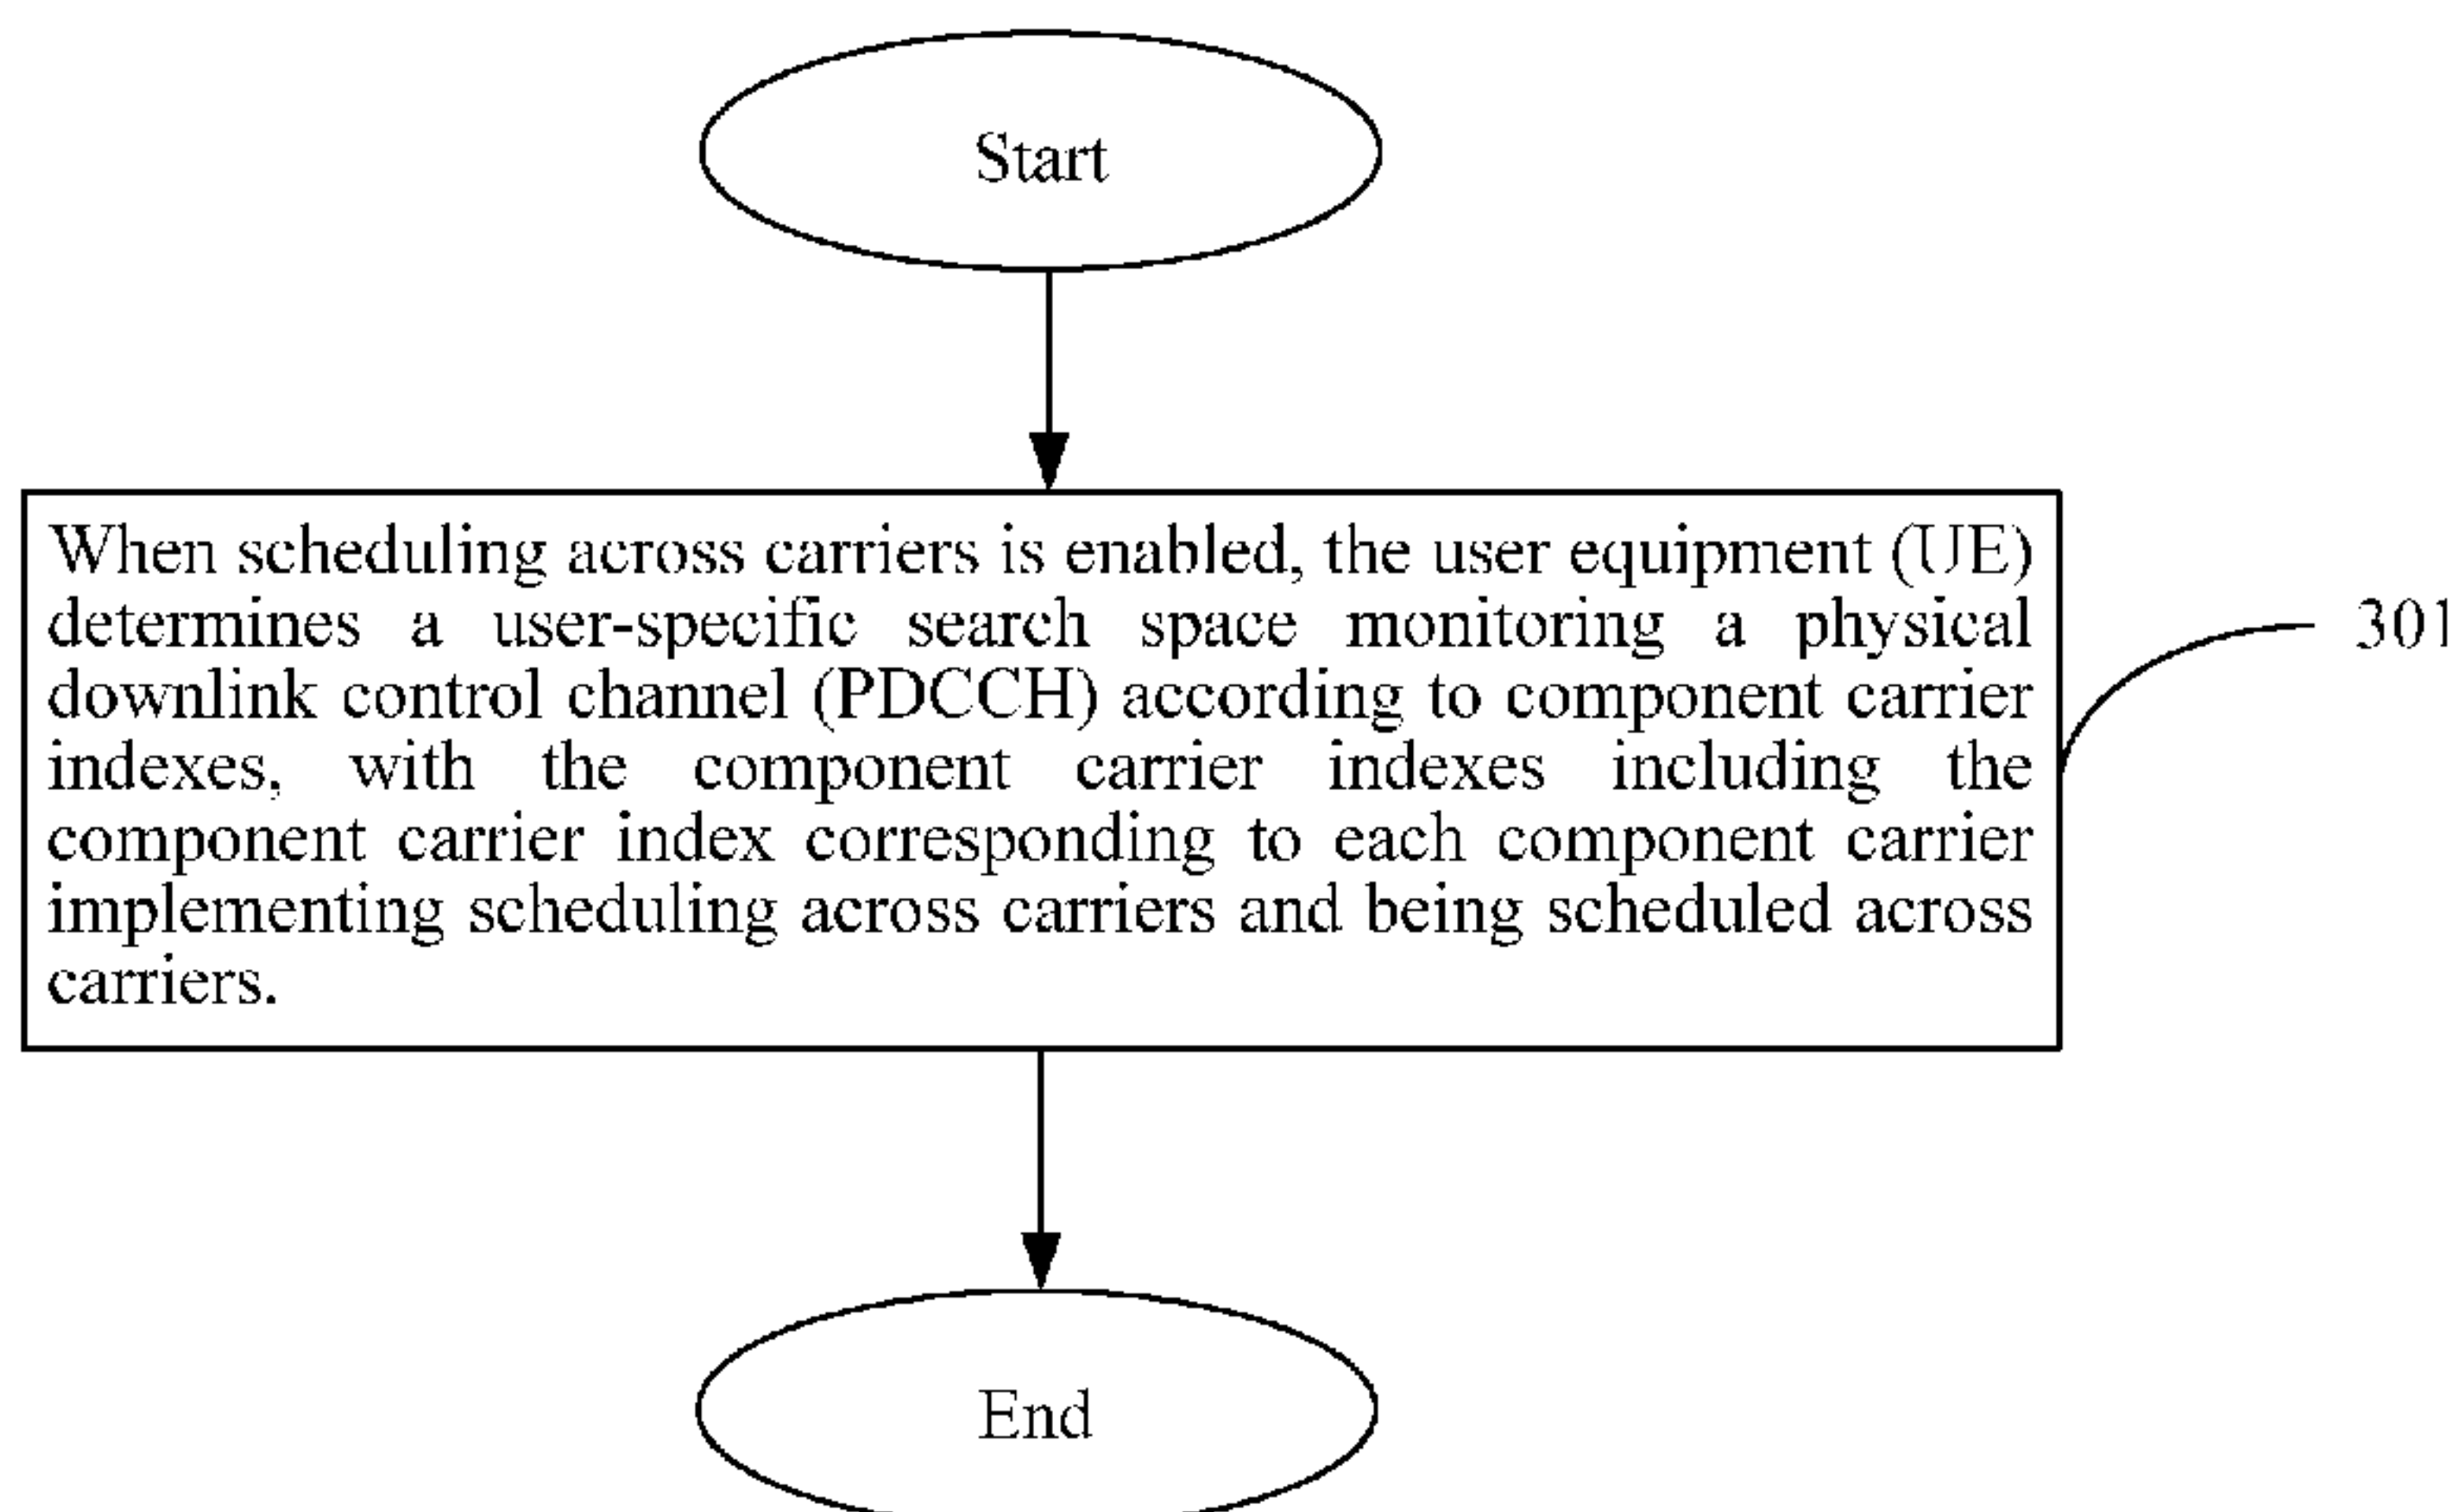 Start
When scheduling across carriers is enabled, the user equipment (UE)
determines a user-specific search space monitoring a physical
downlink control channel (PDCCH) according to component carrier
indexes, with the component carrier indexes including the
component carrier index corresponding to each component carrier
implementing scheduling across carriers and being scheduled across
carriers.
301
End